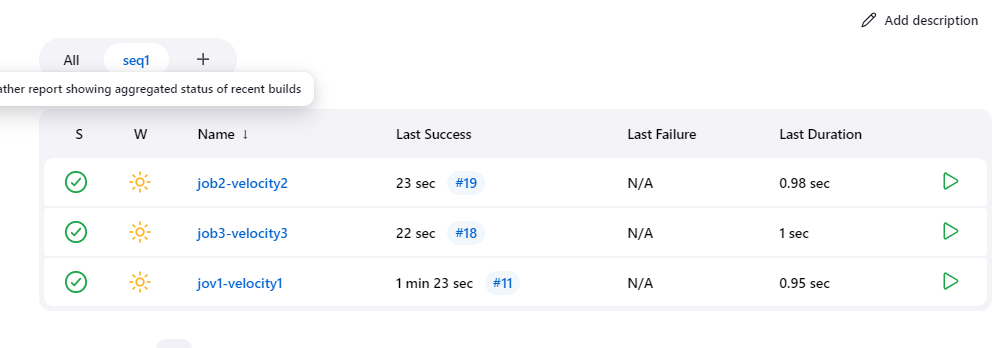 Add description
All seq1 +
ather report showing aggregated status of recent builds
S W Name ↓ Last Success Last Failure Last Duration
job2-velocity2 23 sec #19 N/A 0.98 sec
job3-velocity3 22 sec #18 N/A 1 sec
jov1-velocity1 1 min 23 sec #11 N/A 0.95 sec